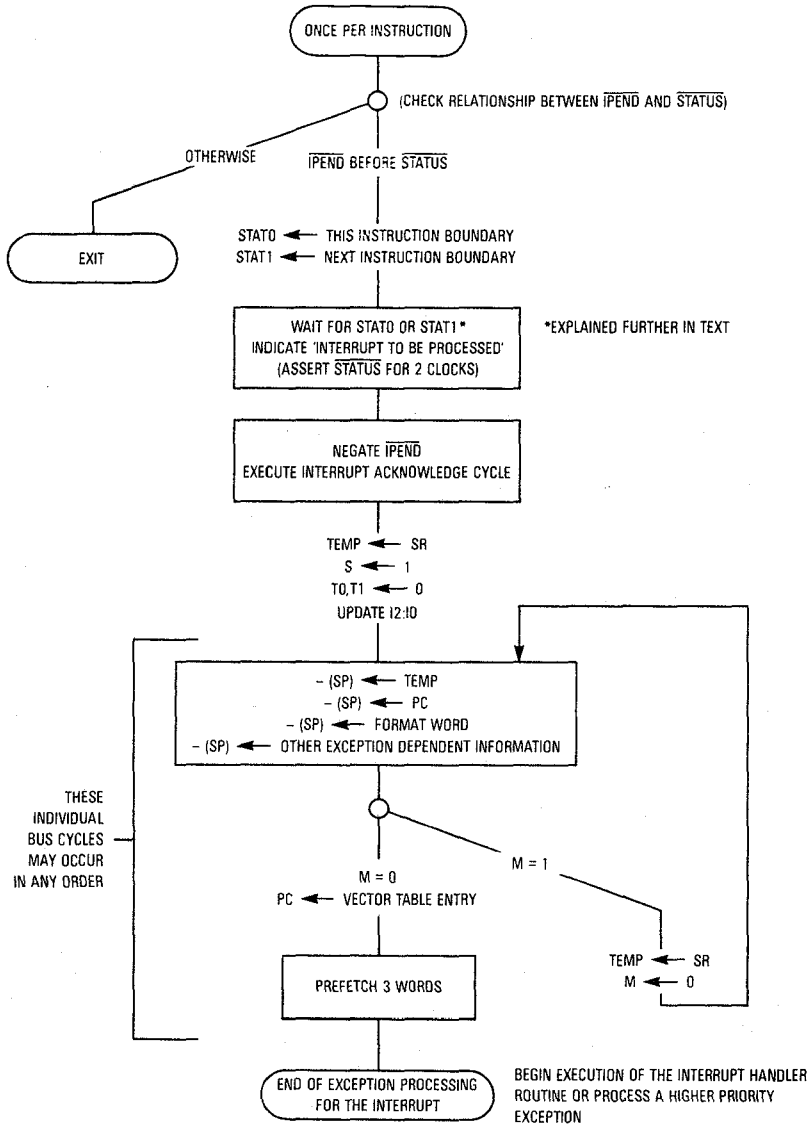 ONCE PER INSTRUCTION
(CHECK RELATIONSHIP BETWEEN IPEND AND STATUS)
OTHERWISE
IPEND BEFORE STATUS
EXIT
STAT0 ← THIS INSTRUCTION BOUNDARY
STAT1 ← NEXT INSTRUCTION BOUNDARY
WAIT FOR STAT0 OR STAT1*
INDICATE 'INTERRUPT TO BE PROCESSED'
(ASSERT STATUS FOR 2 CLOCKS)
*EXPLAINED FURTHER IN TEXT
NEGATE IPEND
EXECUTE INTERRUPT ACKNOWLEDGE CYCLE
TEMP ← SR
S ← 1
T0,T1 ← 0
UPDATE I2:I0
– (SP) ← TEMP
– (SP) ← PC
– (SP) ← FORMAT WORD
– (SP) ← OTHER EXCEPTION DEPENDENT INFORMATION
THESE
INDIVIDUAL
BUS CYCLES
MAY OCCUR
IN ANY ORDER
M = 0
PC ← VECTOR TABLE ENTRY
M = 1
TEMP ← SR
M ← 0
PREFETCH 3 WORDS
END OF EXCEPTION PROCESSING
FOR THE INTERRUPT
BEGIN EXECUTION OF THE INTERRUPT HANDLER
ROUTINE OR PROCESS A HIGHER PRIORITY
EXCEPTION